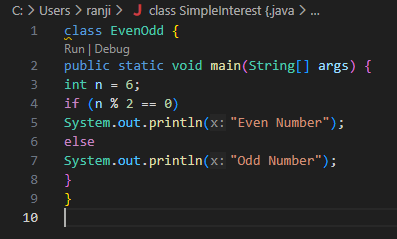 C: > Users > ranji > J class SimpleInterest {.java > ...
1 class EvenOdd {
Run | Debug
2 public static void main(String[] args) {
3 int n = 6;
4 if (n % 2 == 0)
5 System.out.println(x: "Even Number");
6 else
7 System.out.println(x: "Odd Number");
8 }
9 }
10